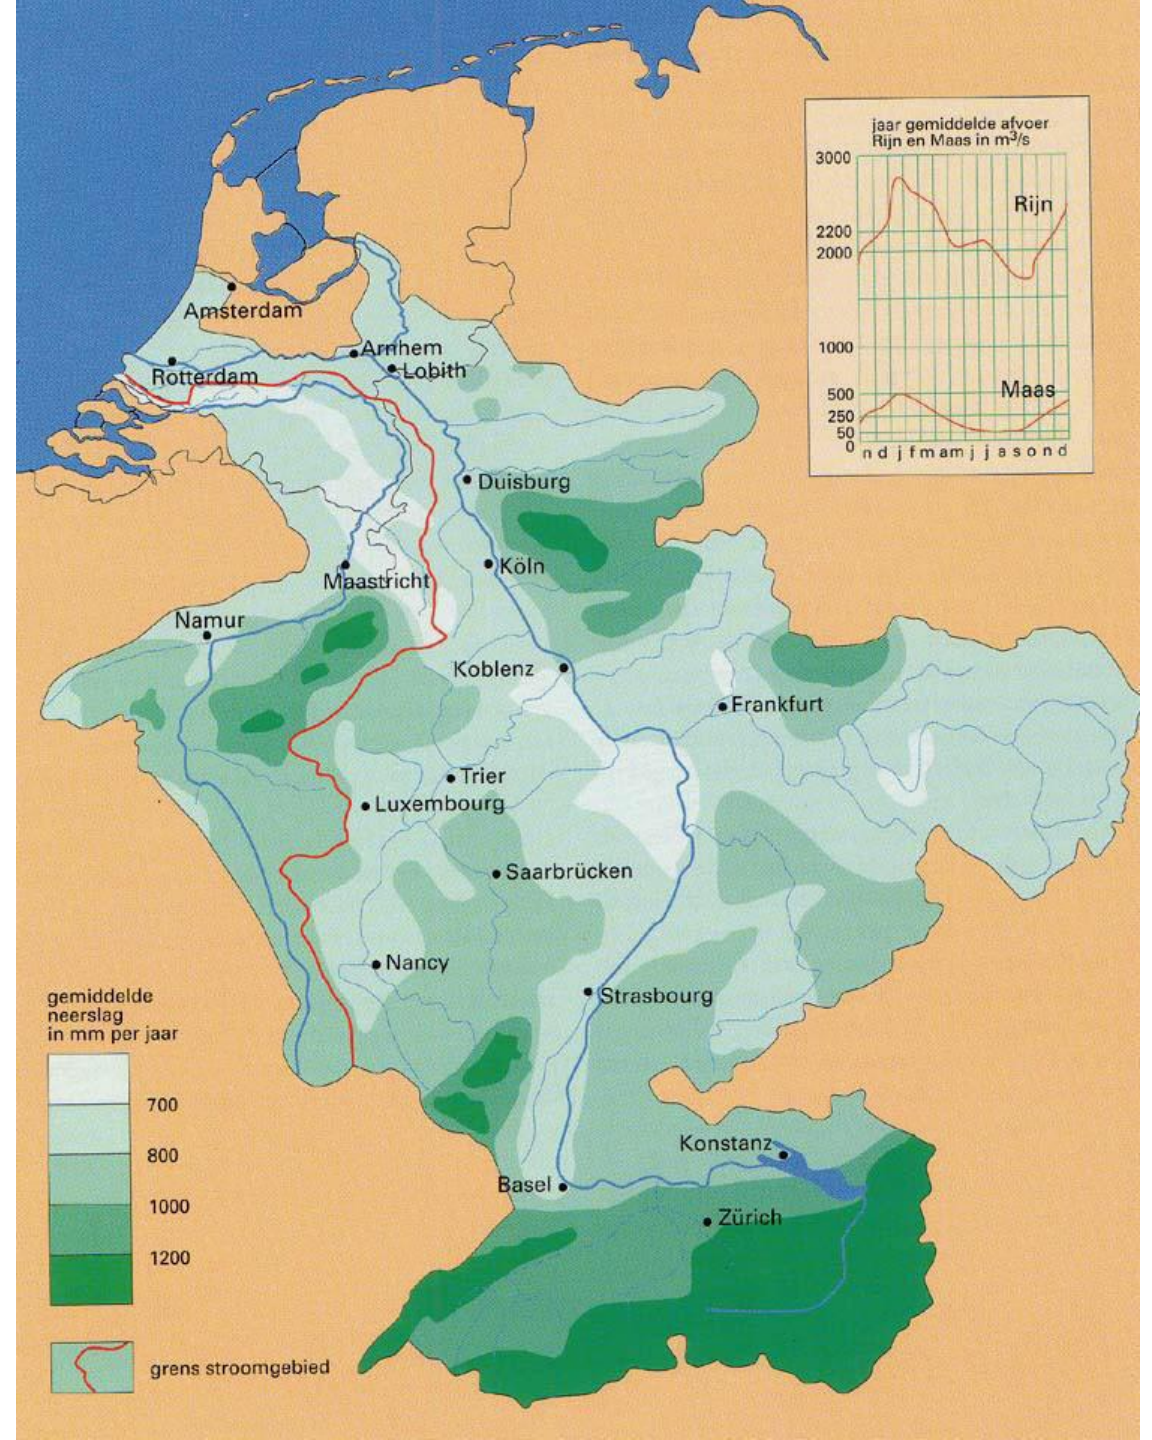 jaar gemiddelde afvoer
Rijn en Maas in m³/s
3000
Rijn
2200
2000
1000
Maas
500
250
50
0
n d j f m a m j j a s o n d
Amsterdam
Arnhem
Lobith
Rotterdam
Duisburg
Köln
Maastricht
Namur
Koblenz
Frankfurt
Trier
Luxembourg
Saarbrücken
Nancy
Strasbourg
gemiddelde
neerslag
in mm per jaar
700
800
1000
1200
Konstanz
Basel
Zürich
grens stroomgebied